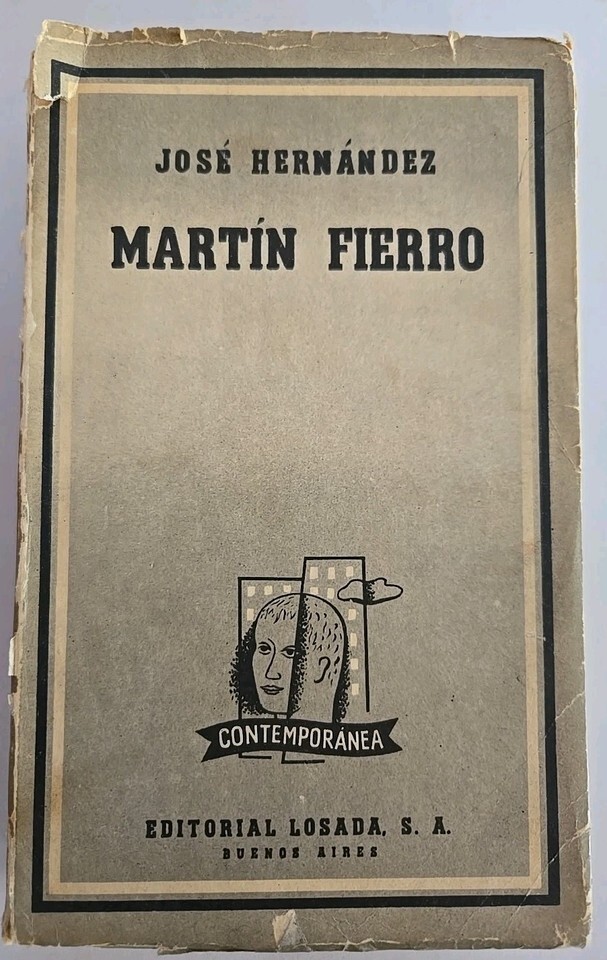 JOSÉ HERNÁNDEZ
MARTÍN FIERRO
CONTEMPORÁNEA
EDITORIAL LOSADA, S. A.
BUENOS AIRES